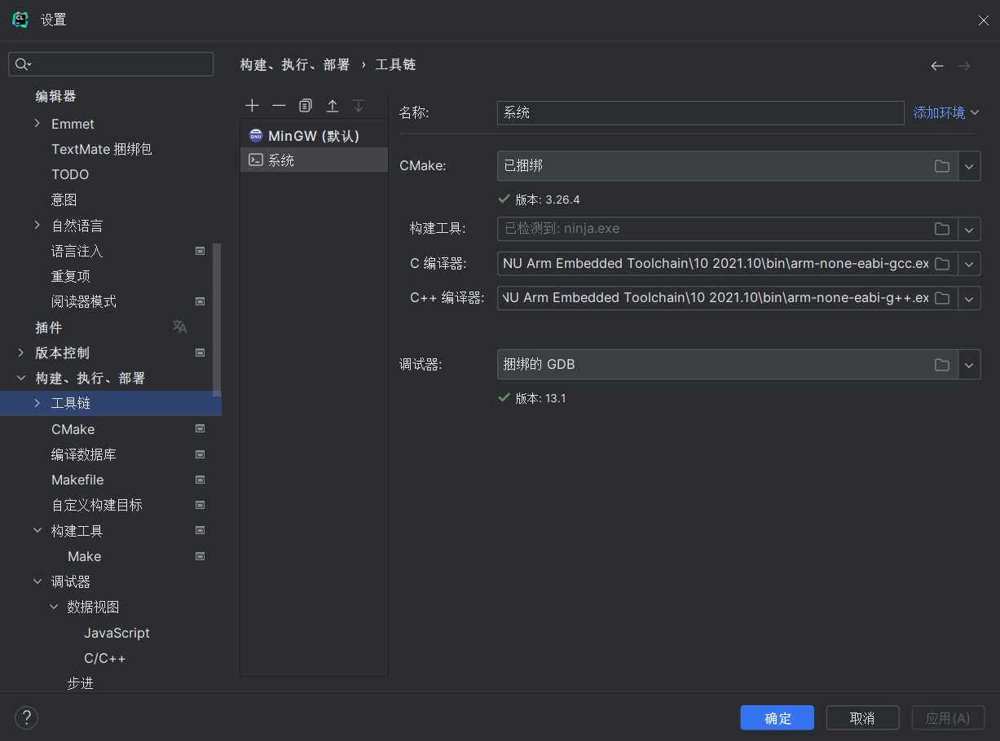 设置
编辑器
Emmet
TextMate 捆绑包
TODO
意图
自然语言
语言注入
重复项
阅读器模式
插件
版本控制
构建、执行、部署
工具链
CMake
编译数据库
Makefile
自定义构建目标
构建工具
Make
调试器
数据视图
JavaScript
C/C++
步进
构建、执行、部署 › 工具链
MinGW (默认)
系统
名称: 系统 添加环境
CMake: 已捆绑
版本: 3.26.4
构建工具: 已检测到: ninja.exe
C 编译器: NU Arm Embedded Toolchain\10 2021.10\bin\arm-none-eabi-gcc.ex
C++ 编译器: NU Arm Embedded Toolchain\10 2021.10\bin\arm-none-eabi-g++.ex
调试器: 捆绑的 GDB
版本: 13.1
? 确定 取消 应用(A)